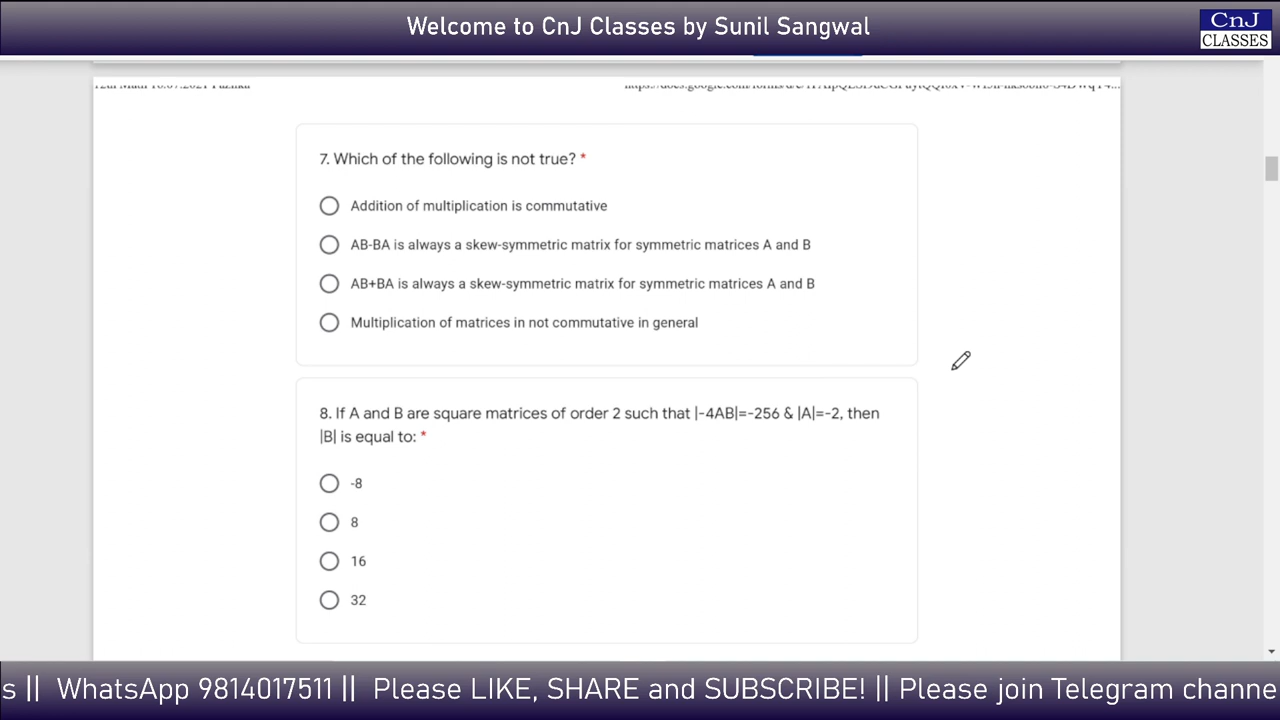 Welcome to CnJ Classes by Sunil Sangwal
CnJ
CLASSES
7. Which of the following is not true? *
Addition of multiplication is commutative
AB-BA is always a skew-symmetric matrix for symmetric matrices A and B
AB+BA is always a skew-symmetric matrix for symmetric matrices A and B
Multiplication of matrices in not commutative in general
8. If A and B are square matrices of order 2 such that |-4AB|=-256 & |A|=-2, then
|B| is equal to: *
-8
8
16
32
s || WhatsApp 9814017511 || Please LIKE, SHARE and SUBSCRIBE! || Please join Telegram channe